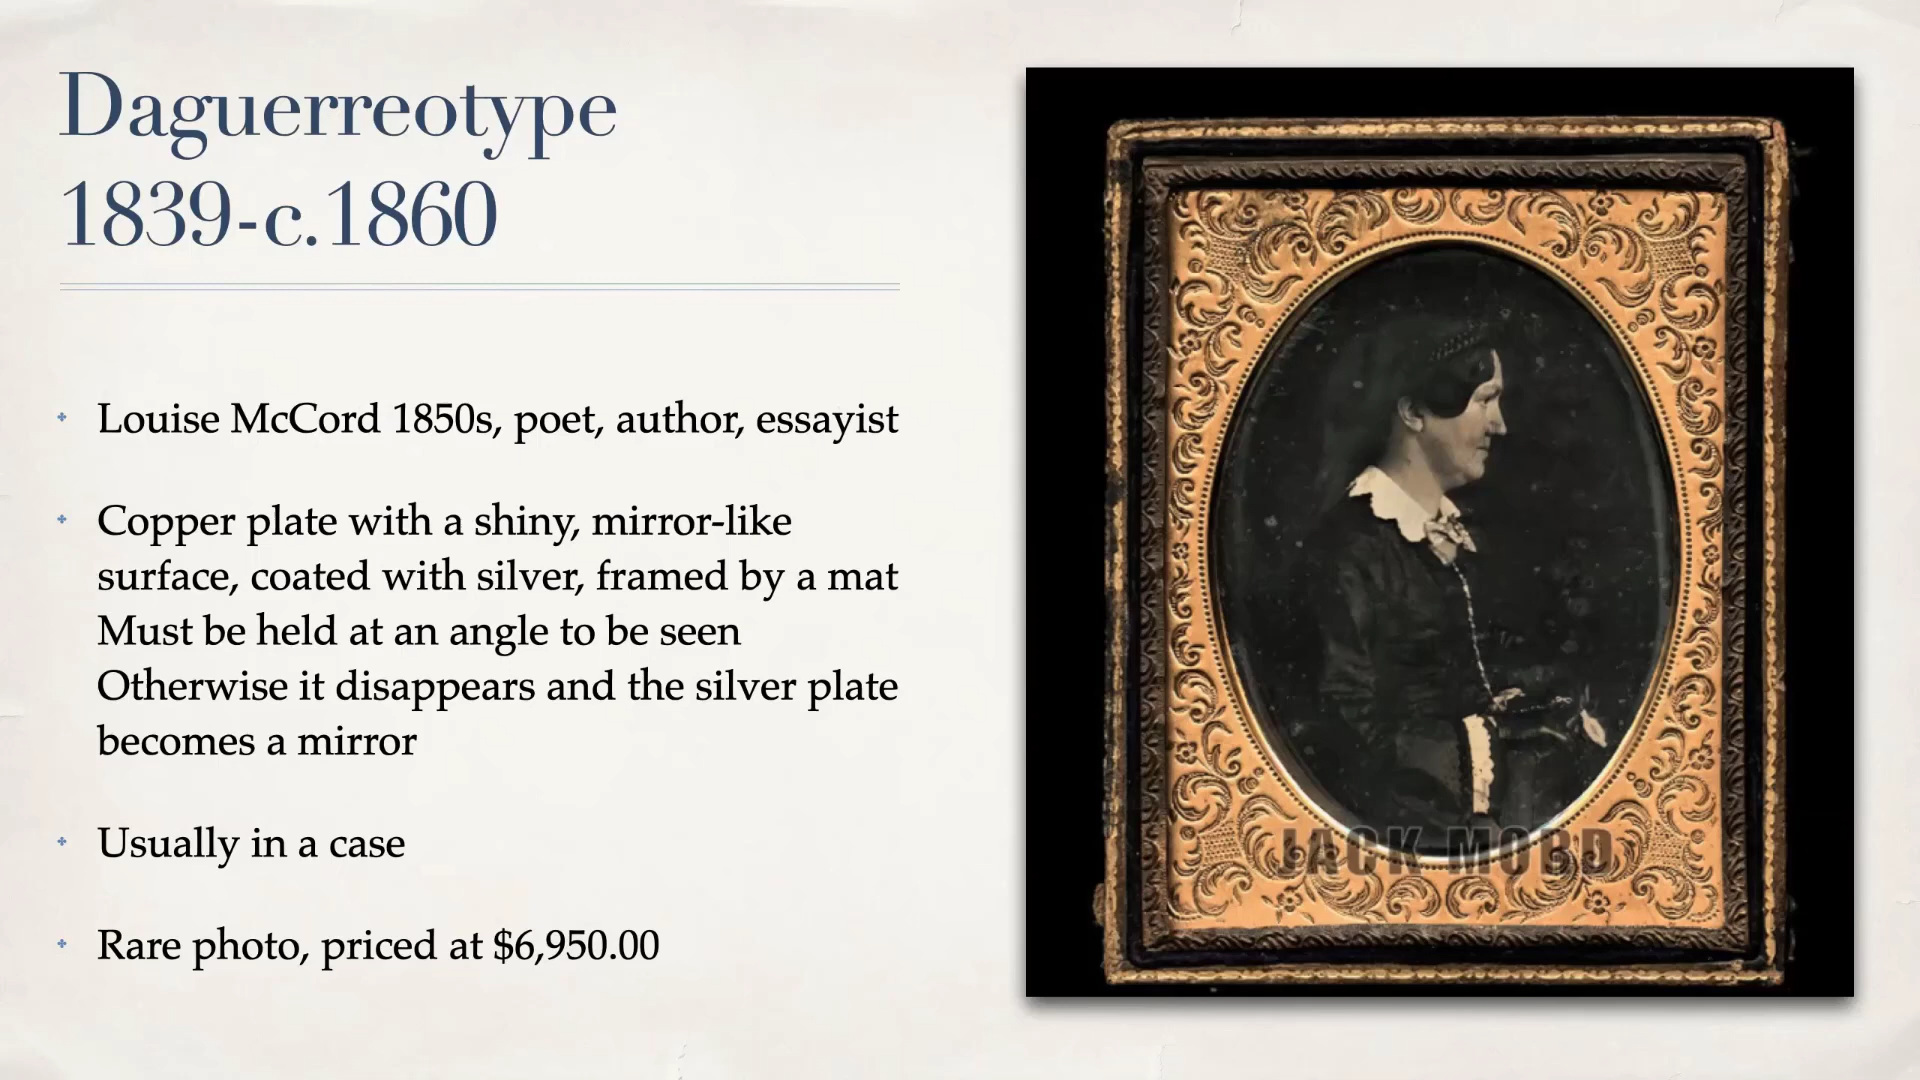 Daguerreotype
1839-c.1860
Louise McCord 1850s, poet, author, essayist
Copper plate with a shiny, mirror-like
surface, coated with silver, framed by a mat
Must be held at an angle to be seen
Otherwise it disappears and the silver plate
becomes a mirror
Usually in a case
Rare photo, priced at $6,950.00
JACK MORD